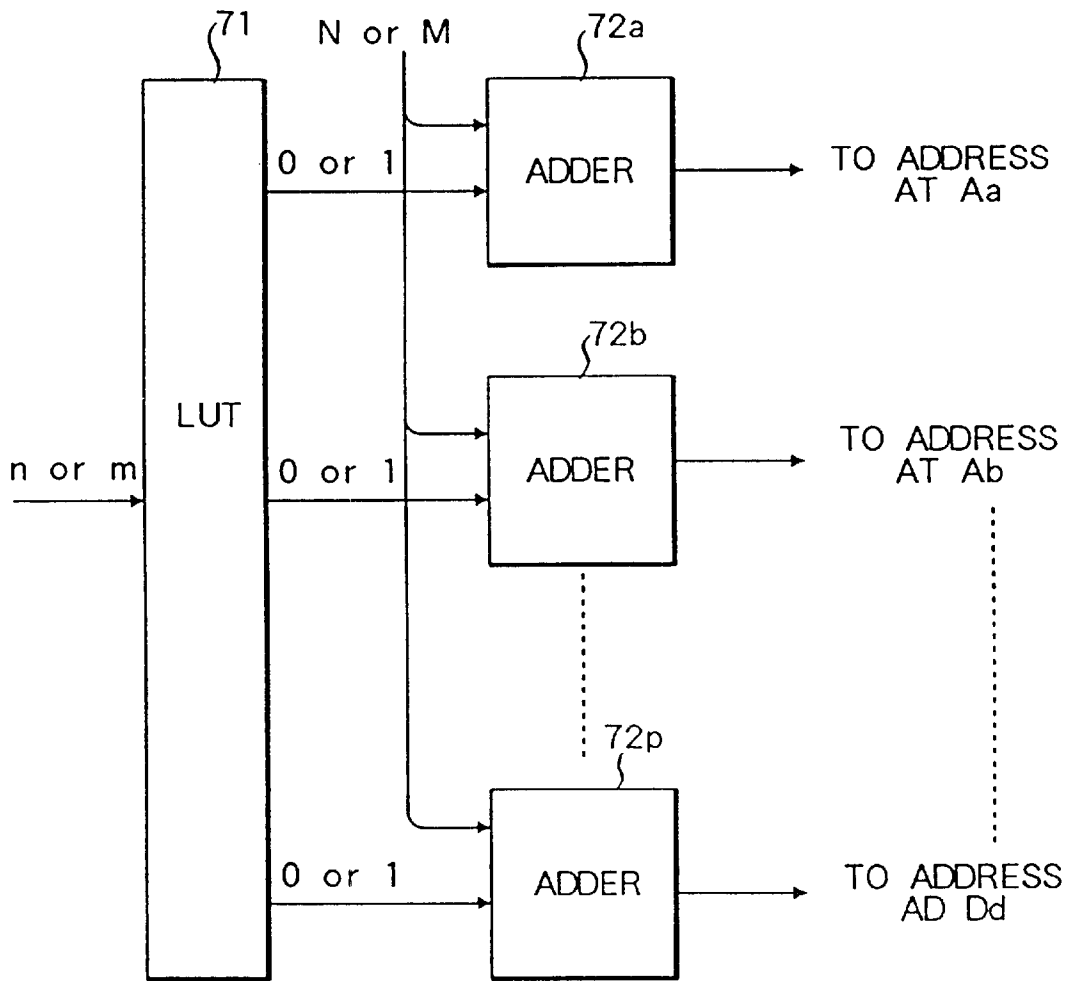 71
N or M
72a
0 or 1
ADDER
TO ADDRESS
AT Aa
72b
LUT
n or m
0 or 1
ADDER
TO ADDRESS
AT Ab
72p
0 or 1
ADDER
TO ADDRESS
AD Dd